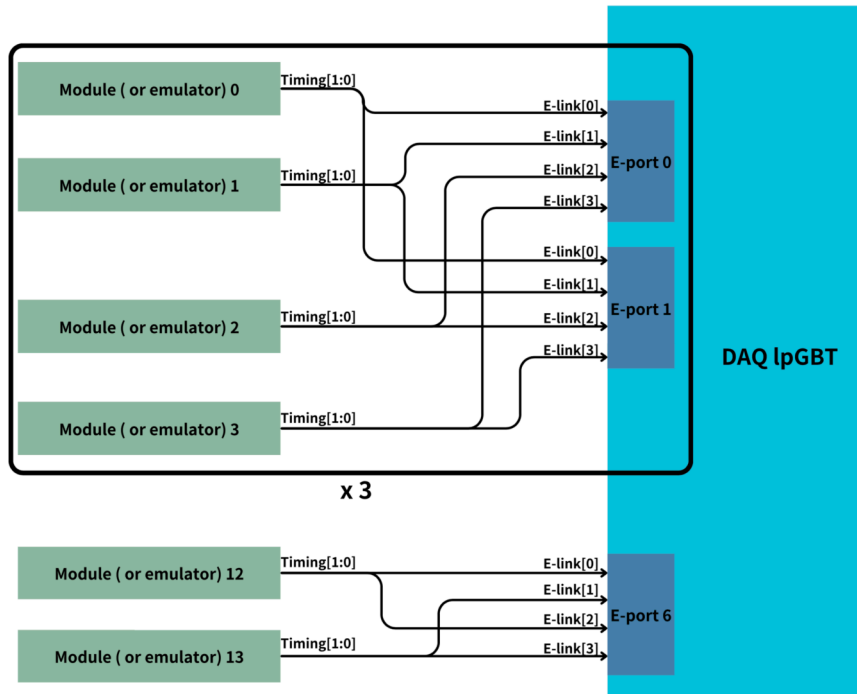 Module ( or emulator) 0
Timing[1:0]
E-link[0]
E-link[1]
Module ( or emulator) 1
Timing[1:0]
E-link[2]
E-port 0
E-link[3]
E-link[0]
E-link[1]
Module ( or emulator) 2
Timing[1:0]
E-link[2]
E-port 1
E-link[3]
DAQ lpGBT
Module ( or emulator) 3
Timing[1:0]
x 3
Module ( or emulator) 12
Timing[1:0]
E-link[0]
E-link[1]
E-link[2]
E-port 6
Module ( or emulator) 13
Timing[1:0]
E-link[3]